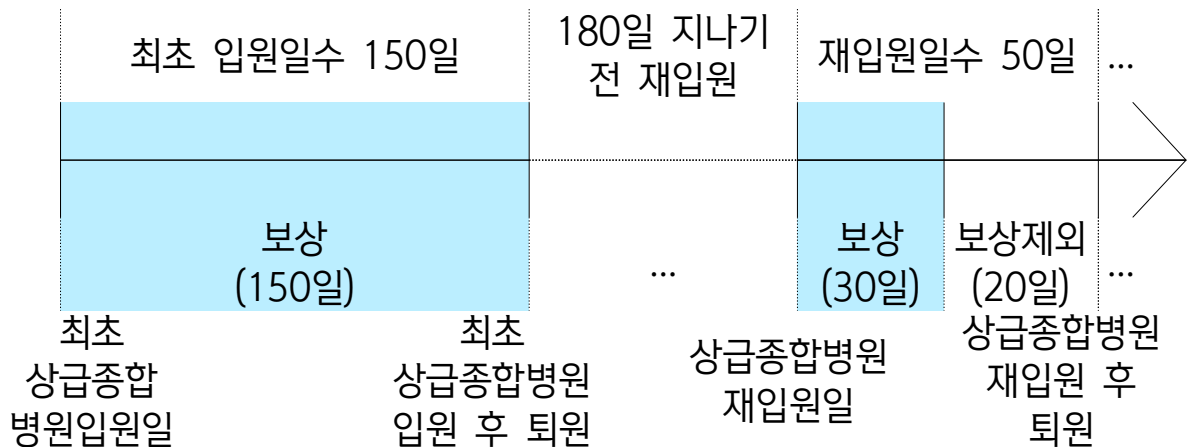 최초 입원일수 150일
180일 지나기
전 재입원
재입원일수 50일
...
보상
(150일)
...
보상
(30일)
보상제외
(20일)
...
최초
상급종합
병원입원일
최초
상급종합병원
입원 후 퇴원
상급종합병원
재입원일
상급종합병원
재입원 후
퇴원